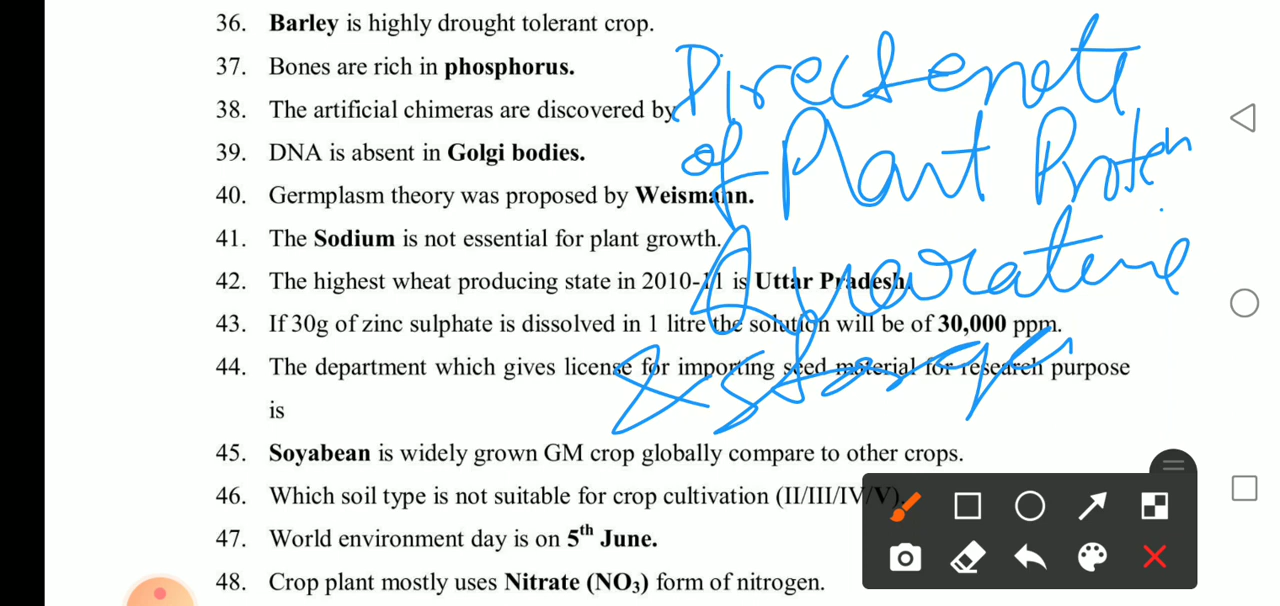 36. Barley is highly drought tolerant crop.
37. Bones are rich in phosphorus.
38. The artificial chimeras are discovered by
39. DNA is absent in Golgi bodies.
40. Germplasm theory was proposed by Weismann.
41. The Sodium is not essential for plant growth.
42. The highest wheat producing state in 2010-11 is Uttar Pradesh.
43. If 30g of zinc sulphate is dissolved in 1 litre the solution will be of 30,000 ppm.
44. The department which gives license for importing seed material for research purpose
is
45. Soyabean is widely grown GM crop globally compare to other crops.
46. Which soil type is not suitable for crop cultivation (II/III/IV/V).
47. World environment day is on 5th June.
48. Crop plant mostly uses Nitrate (NO₃) form of nitrogen.
of Plant
&